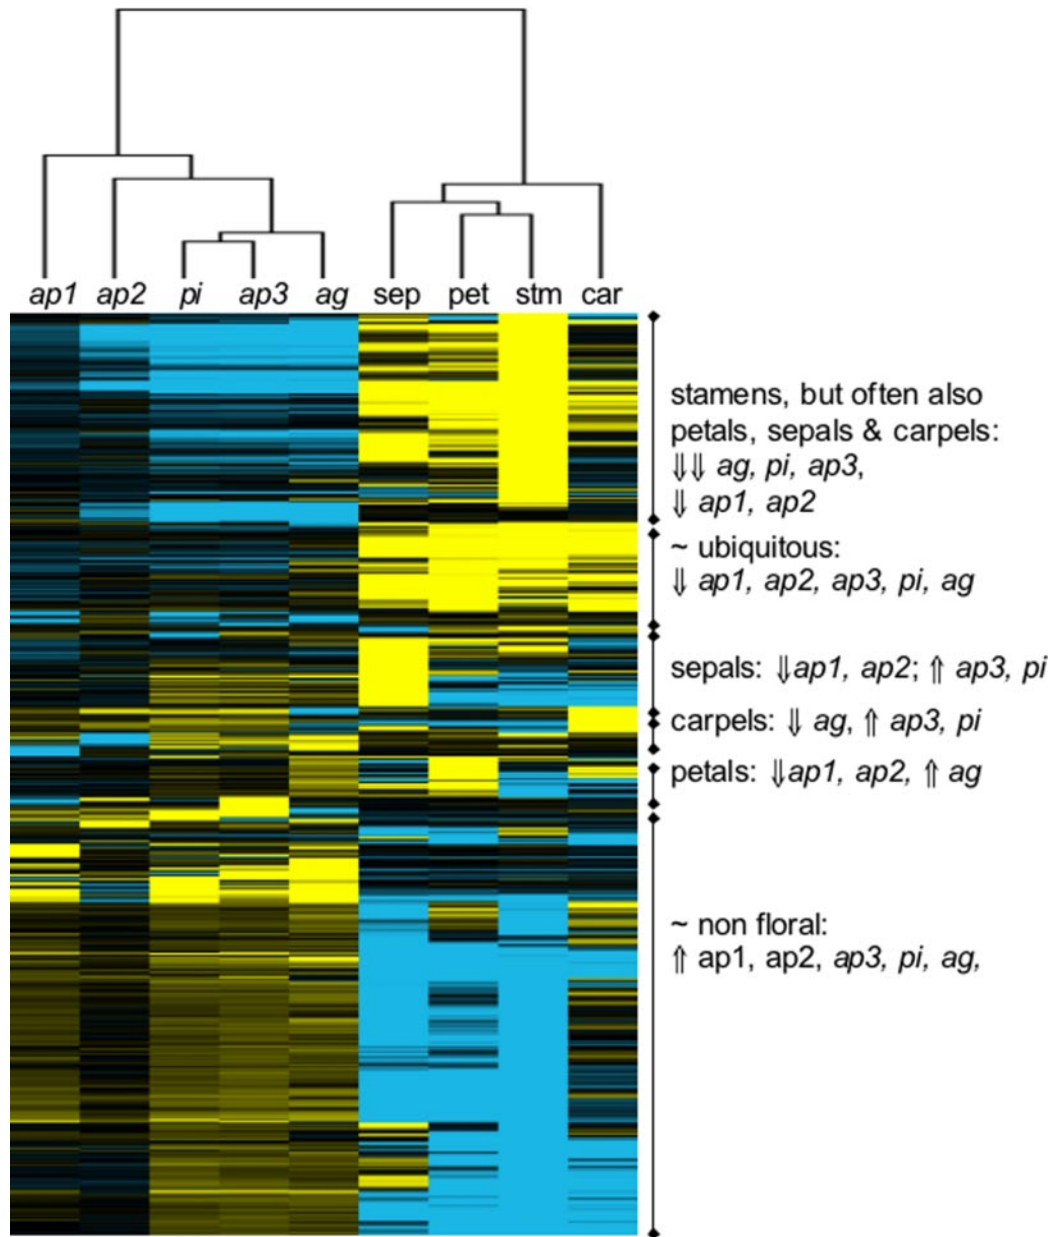 ap1 ap2 pi ap3 ag sep pet stm car
stamens, but often also
petals, sepals & carpels:
⇓⇓ ag, pi, ap3,
⇓ ap1, ap2
~ ubiquitous:
⇓ ap1, ap2, ap3, pi, ag
sepals: ⇓ap1, ap2; ⇑ ap3, pi
carpels: ⇓ ag, ⇑ ap3, pi
petals: ⇓ap1, ap2, ⇑ ag
~ non floral:
⇑ ap1, ap2, ap3, pi, ag,